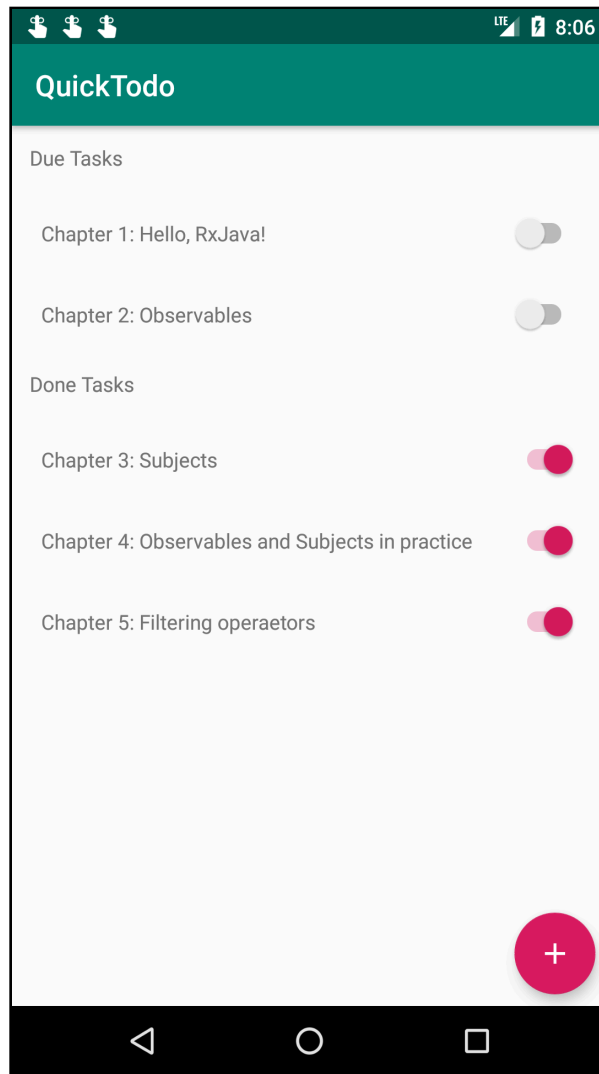 LTE 8:06
QuickTodo
Due Tasks
Chapter 1: Hello, RxJava!
Chapter 2: Observables
Done Tasks
Chapter 3: Subjects
Chapter 4: Observables and Subjects in practice
Chapter 5: Filtering operaetors
+